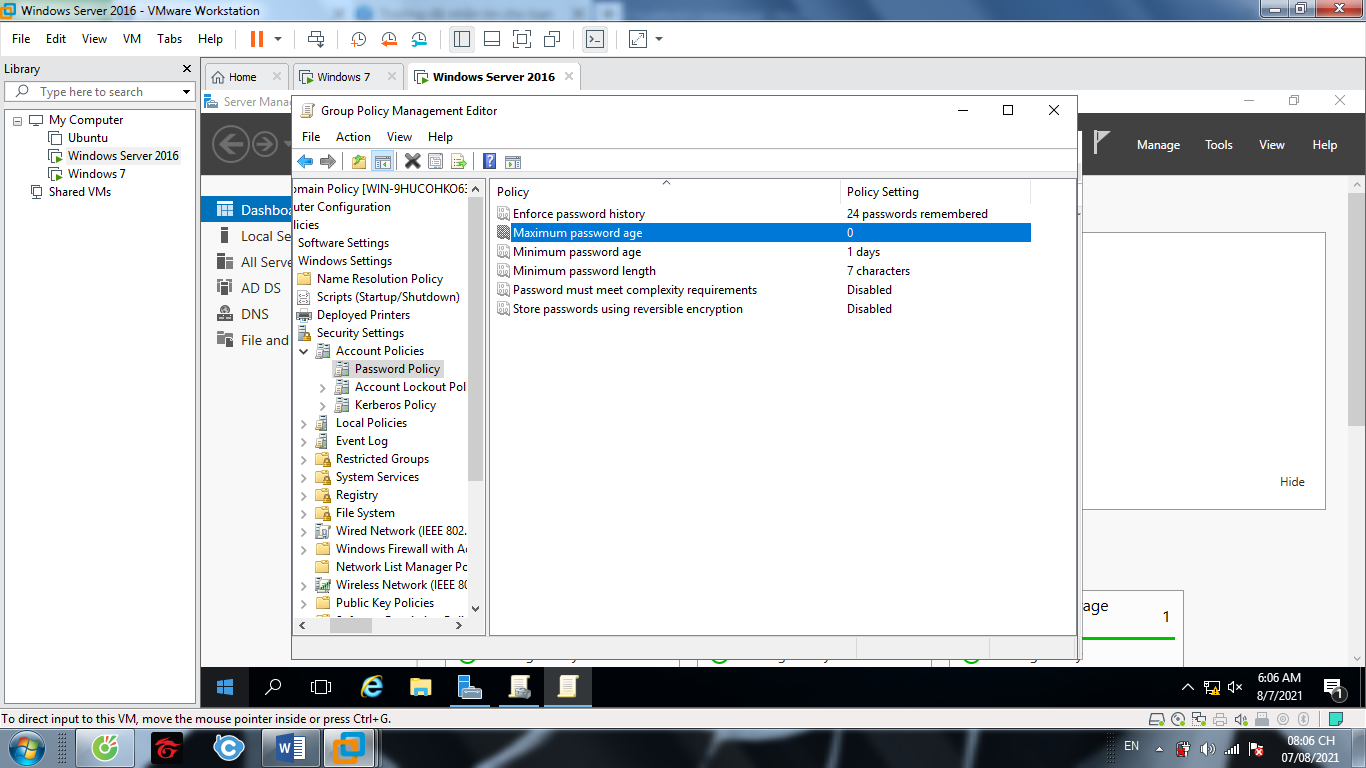 Windows Server 2016 - VMware Workstation
File Edit View VM Tabs Help
Library
Type here to search
My Computer
Ubuntu
Windows Server 2016
Windows 7
Shared VMs
Home
Windows 7
Windows Server 2016
Server Mana
Manage Tools View Help
Dashboa
Local Se
All Serve
AD DS
DNS
File and
Group Policy Management Editor
File Action View Help
omain Policy [WIN-9HUCOHKO63
uter Configuration
licies
Software Settings
Windows Settings
Name Resolution Policy
Scripts (Startup/Shutdown)
Deployed Printers
Security Settings
Account Policies
Password Policy
Account Lockout Pol
Kerberos Policy
Local Policies
Event Log
Restricted Groups
System Services
Registry
File System
Wired Network (IEEE 802.
Windows Firewall with Ad
Network List Manager Po
Wireless Network (IEEE 80
Public Key Policies
Policy Policy Setting
Enforce password history 24 passwords remembered
Maximum password age 0
Minimum password age 1 days
Minimum password length 7 characters
Password must meet complexity requirements Disabled
Store passwords using reversible encryption Disabled
Hide
age
1
6:06 AM
8/7/2021
1
To direct input to this VM, move the mouse pointer inside or press Ctrl+G.
EN
08:06 CH
07/08/2021